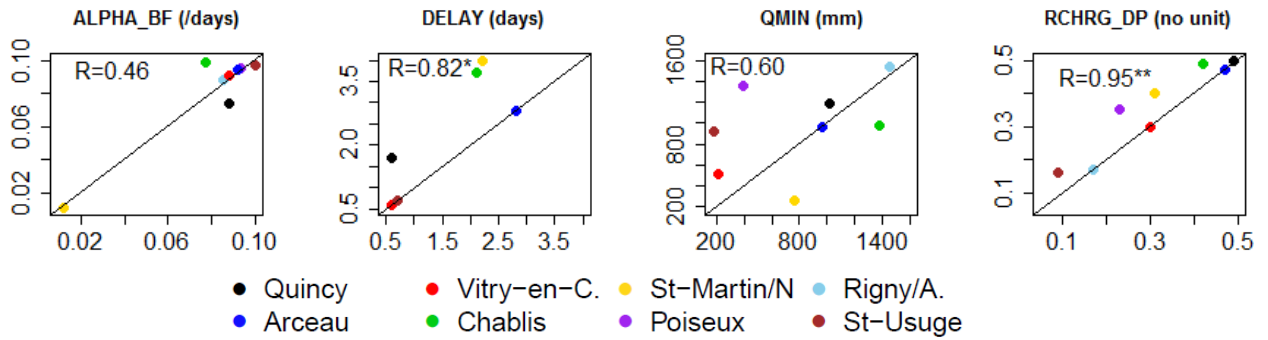 ALPHA_BF (/days) DELAY (days) QMIN (mm) RCHRG_DP (no unit)
R=0.46 R=0.82* R=0.60 R=0.95**
0.02 0.06 0.10
0.02 0.06 0.10
0.5 2.0 3.5
0.5 1.5 2.5 3.5
200 800 1600
200 800 1400
0.1 0.3 0.5
0.1 0.3 0.5
Quincy Vitry−en−C. St−Martin/N Rigny/A.
Arceau Chablis Poiseux St−Usuge